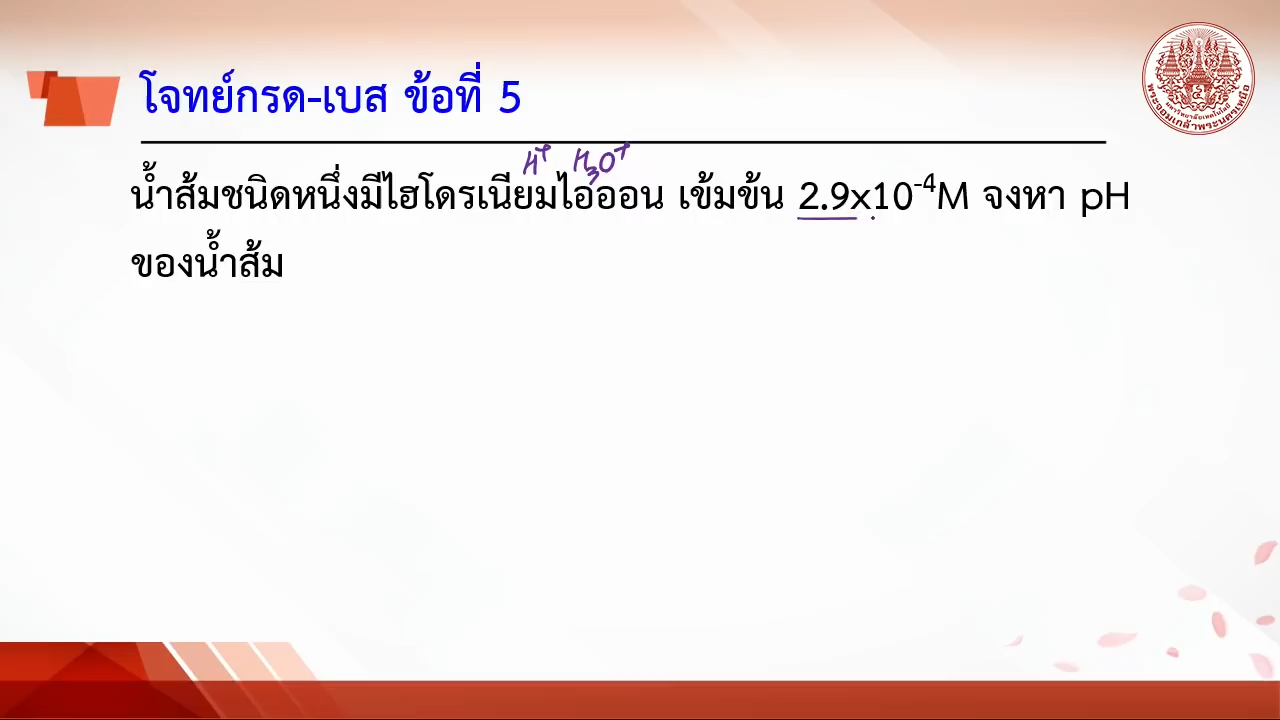 โจทย์กรด-เบส ข้อที่ 5
H⁺ H₃O⁺
น้ำส้มชนิดหนึ่งมีไฮโดรเนียมไอออน เข้มข้น 2.9x10⁻⁴M จงหา pH
ของน้ำส้ม